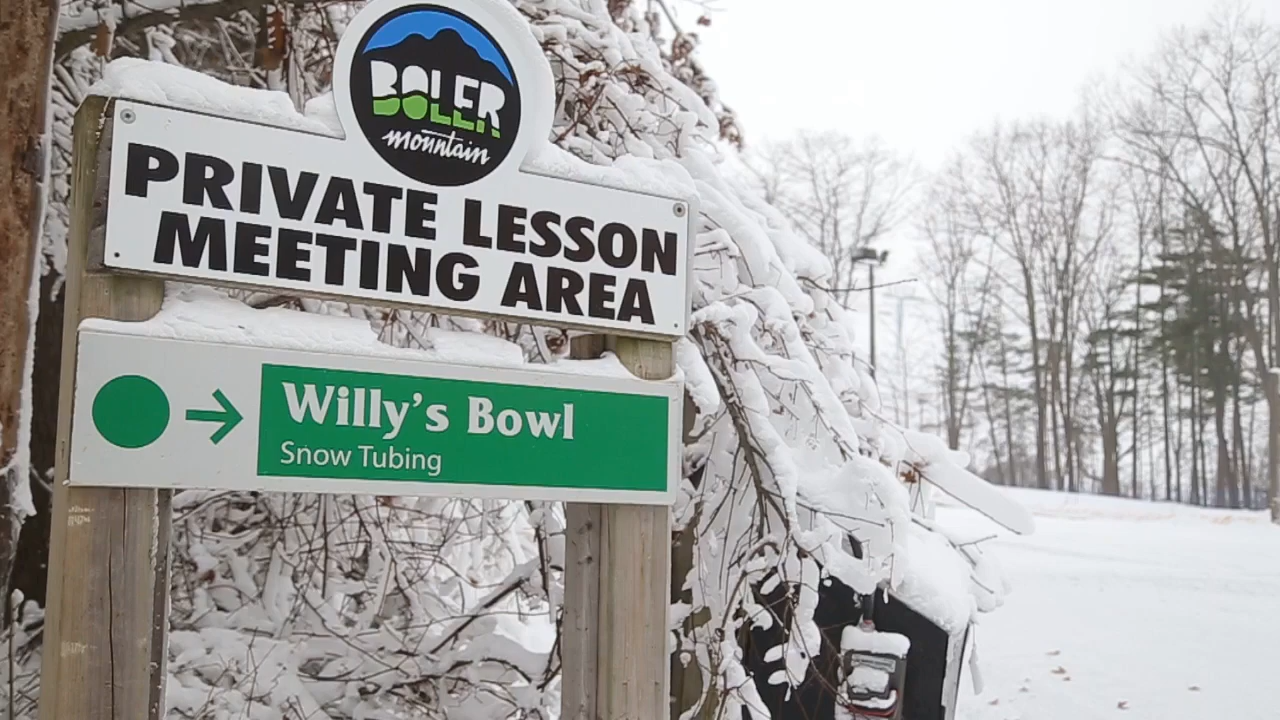 BOLER
mountain
PRIVATE LESSON
MEETING AREA
Willy's Bowl
Snow Tubing